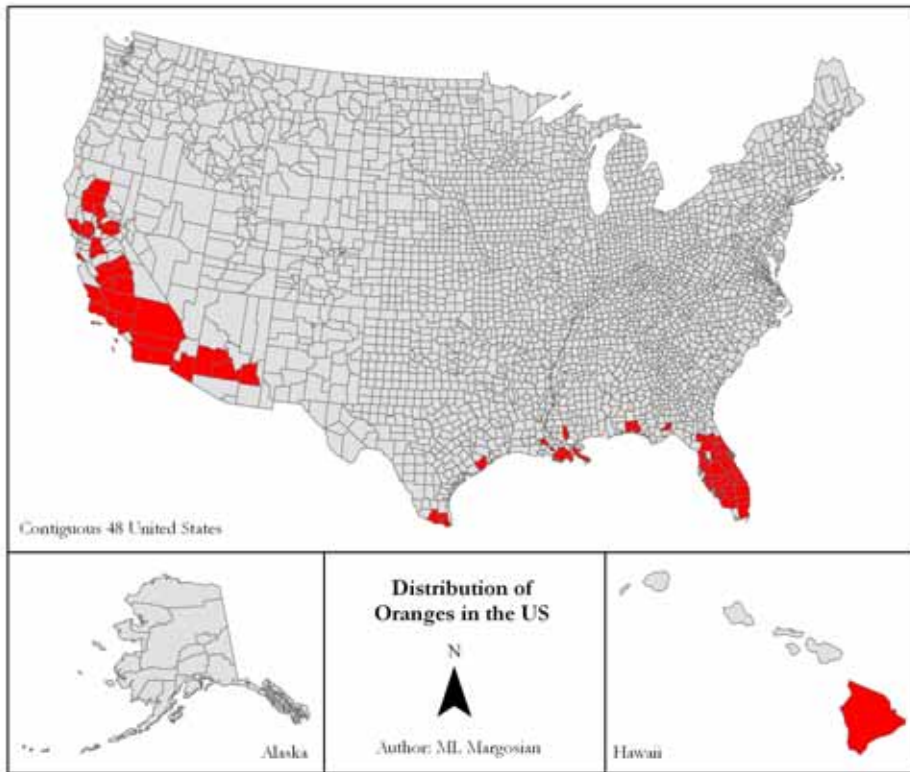 Contiguous 48 United States
Alaska
Distribution of
Oranges in the US
N
Author: ML Margosian
Hawaii